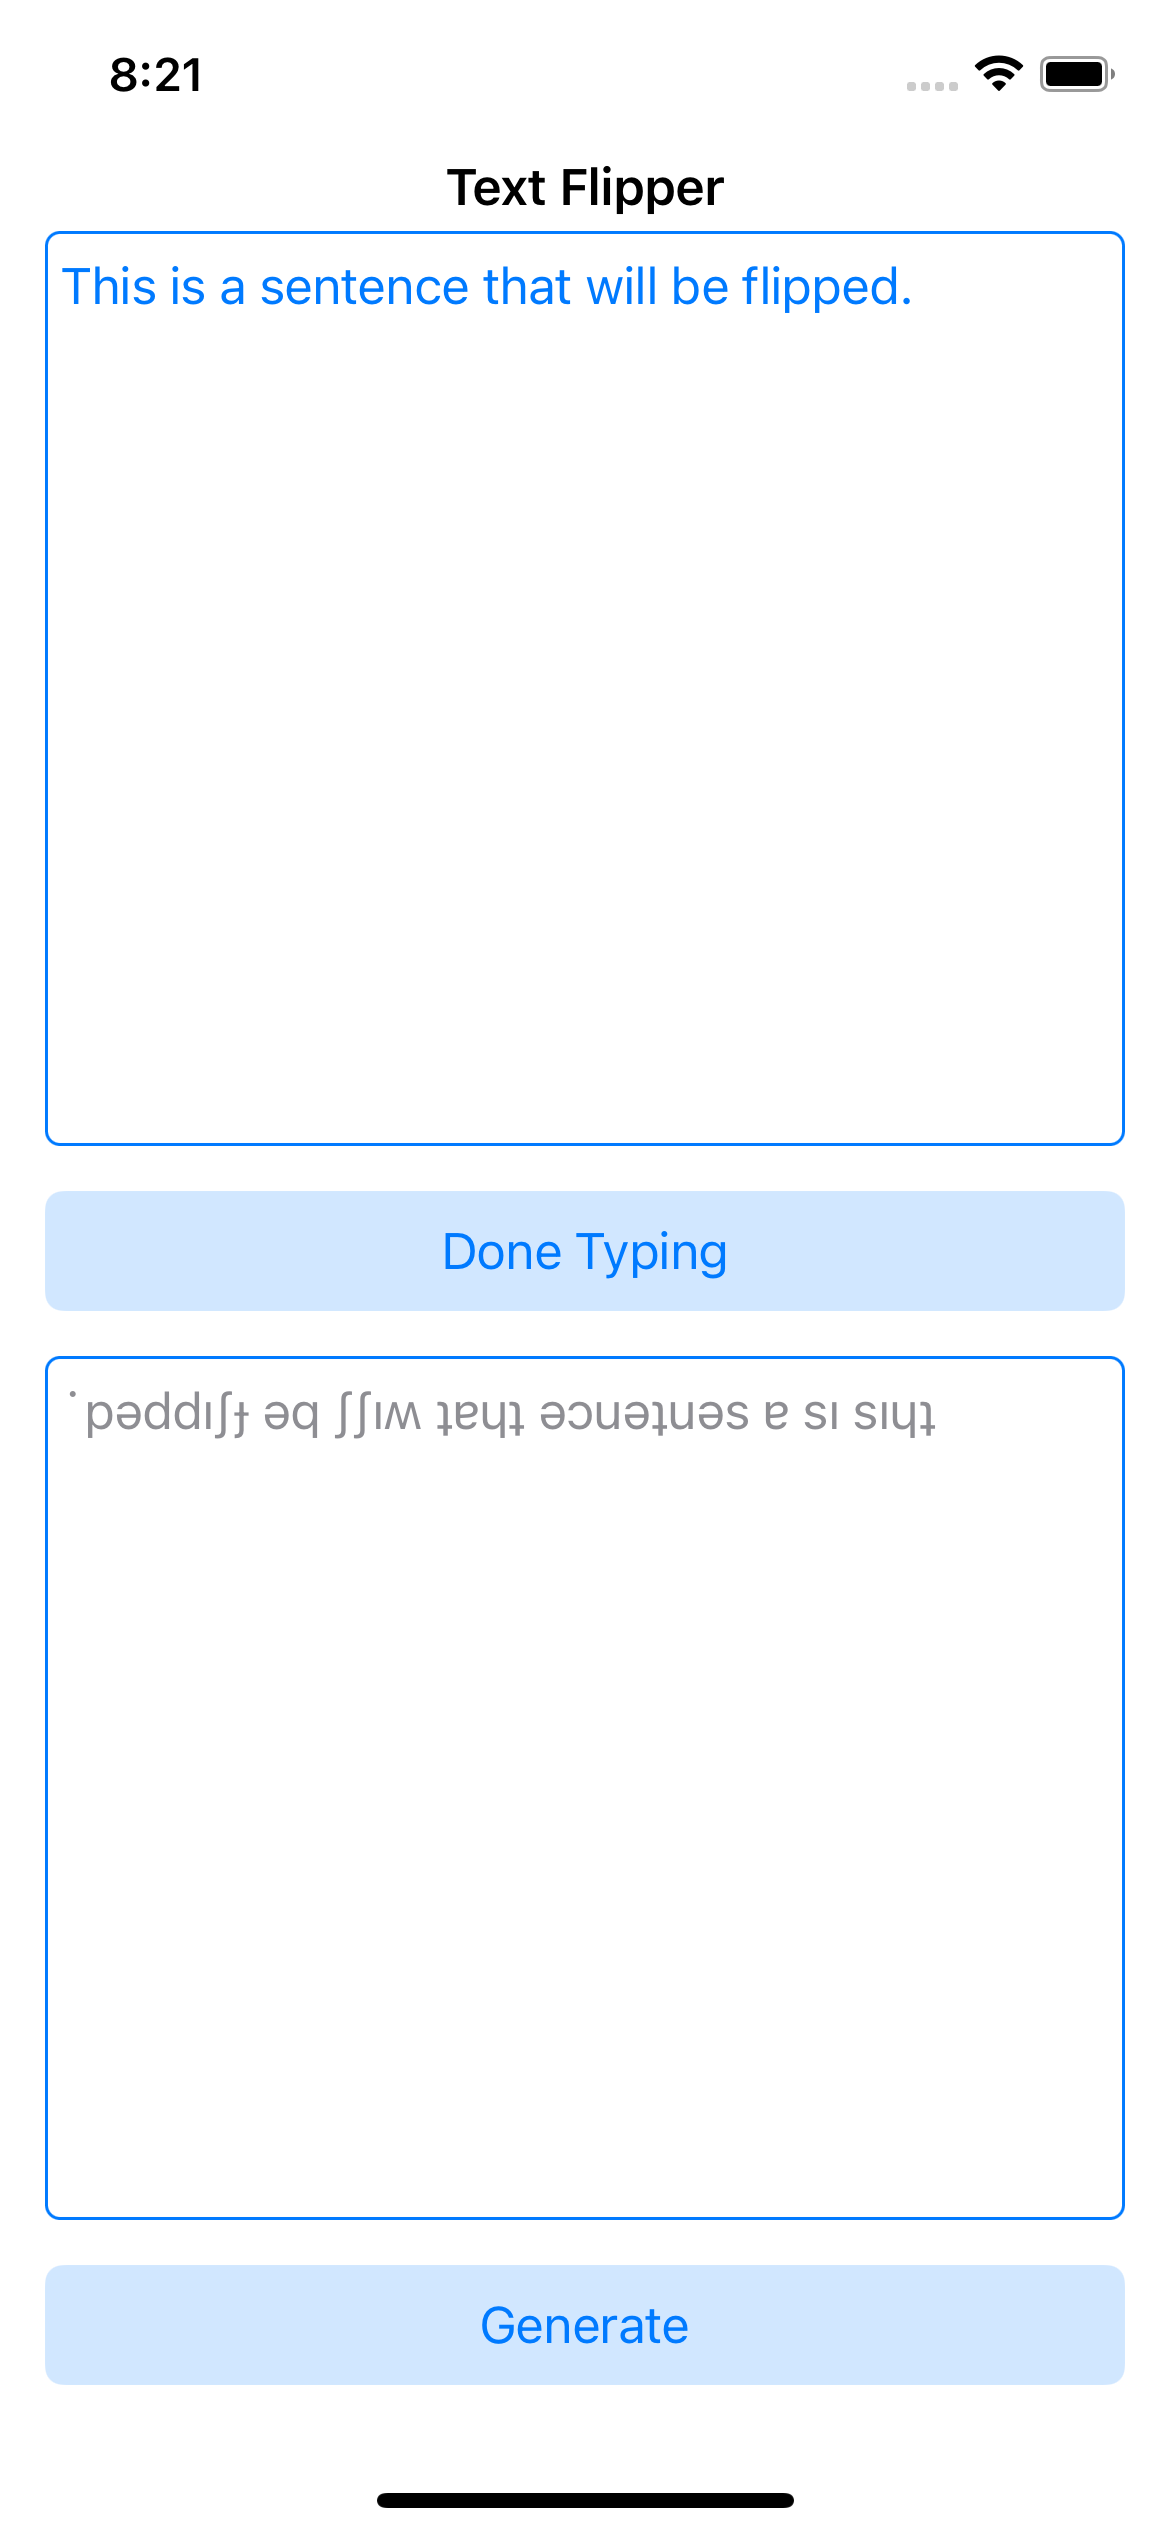 8:21
Text Flipper
This is a sentence that will be flipped.
Done Typing
˙pǝddıʃɟ ǝq ʃʃıʍ ʇɐɥʇ ǝɔuǝʇuǝs ɐ sı sıɥʇ
Generate